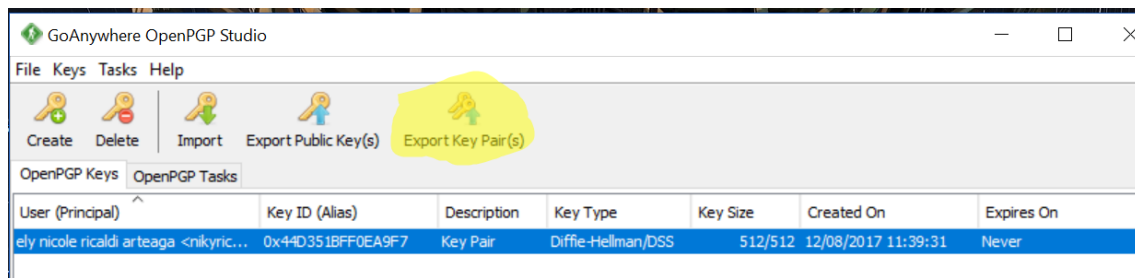 GoAnywhere OpenPGP Studio
File Keys Tasks Help
Create Delete Import Export Public Key(s) Export Key Pair(s)
OpenPGP Keys OpenPGP Tasks
User (Principal) Key ID (Alias) Description Key Type Key Size Created On Expires On
ely nicole ricaldi arteaga <nikyric... 0x44D351BFF0EA9F7 Key Pair Diffie-Hellman/DSS 512/512 12/08/2017 11:39:31 Never